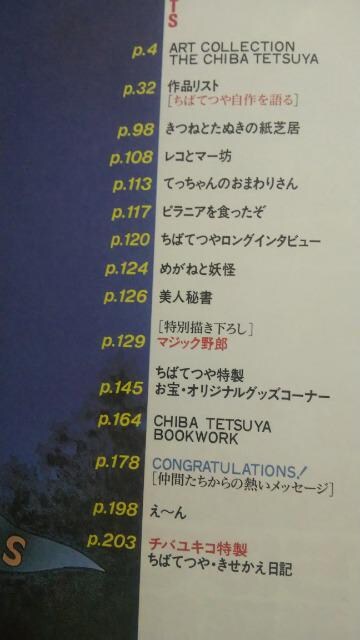 TS
p.4 ART COLLECTION
THE CHIBA TETSUYA
p.32 作品リスト
[ちばてつや自作を語る]
p.98 きつねとたぬきの紙芝居
p.108 レコとマー坊
p.113 てっちゃんのおまわりさん
p.117 ピラニアを食ったぞ
p.120 ちばてつやロングインタビュー
p.124 めがねと妖怪
p.126 美人秘書
[特別描き下ろし]
p.129 マジック野郎
ちばてつや特製
p.145 お宝・オリジナルグッズコーナー
p.164 CHIBA TETSUYA
BOOKWORK
p.178 CONGRATULATIONS!
[仲間たちからの熱いメッセージ]
p.198 え〜ん
p.203 チバユキコ特製
ちばてつや・きせかえ日記
S